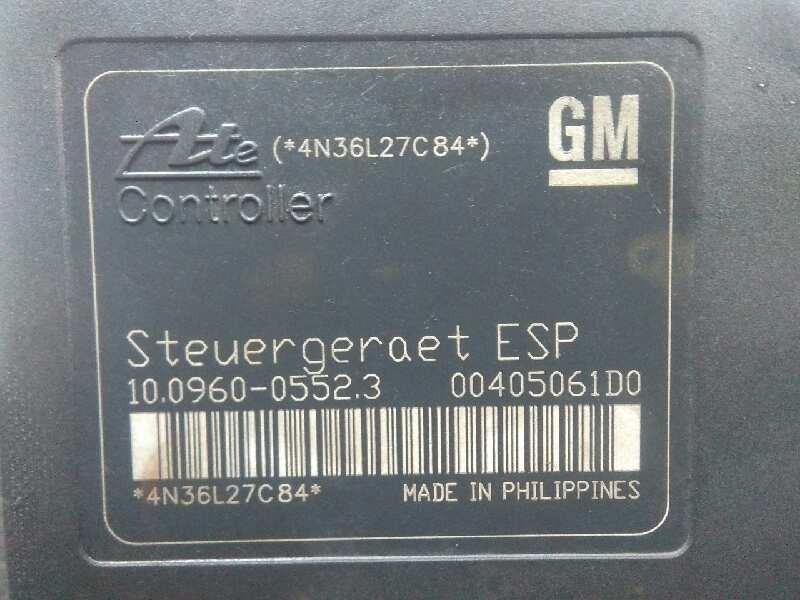 Ate (*4N36L27C84*) GM
Controller
Steuergeraet ESP
10.0960-0552.3 00405061D0
*4N36L27C84* MADE IN PHILIPPINES